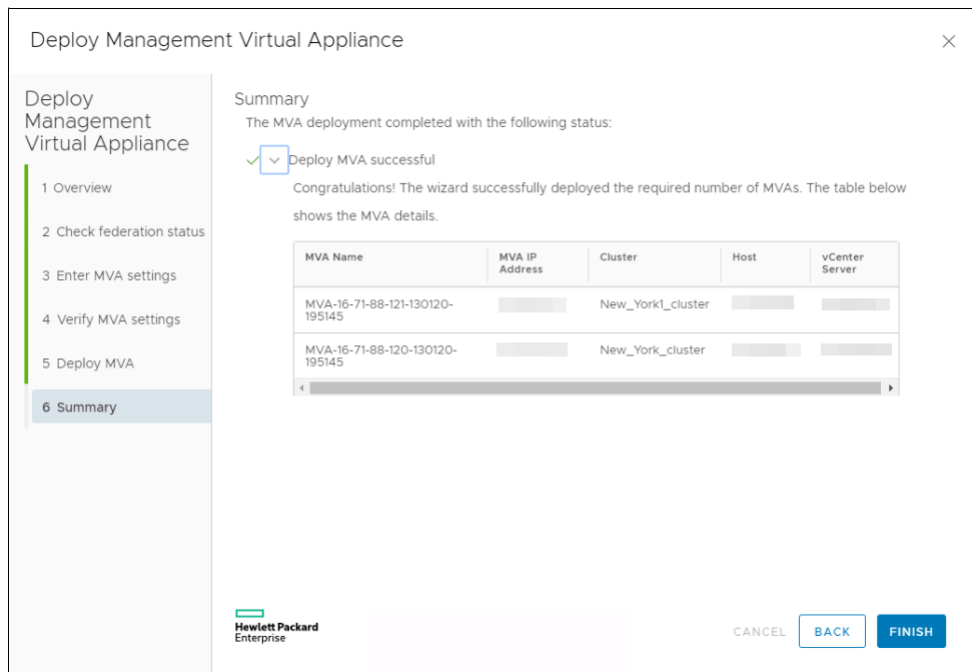 Deploy Management Virtual Appliance
Deploy
Management
Virtual Appliance
1 Overview
2 Check federation status
3 Enter MVA settings
4 Verify MVA settings
5 Deploy MVA
6 Summary
Summary
The MVA deployment completed with the following status:
Deploy MVA successful
Congratulations! The wizard successfully deployed the required number of MVAs. The table below
shows the MVA details.
MVA Name MVA IP Address Cluster Host vCenter Server
MVA-16-71-88-121-130120-
195145 New_York1_cluster
MVA-16-71-88-120-130120-
195145 New_York_cluster
Hewlett Packard
Enterprise
CANCEL BACK FINISH